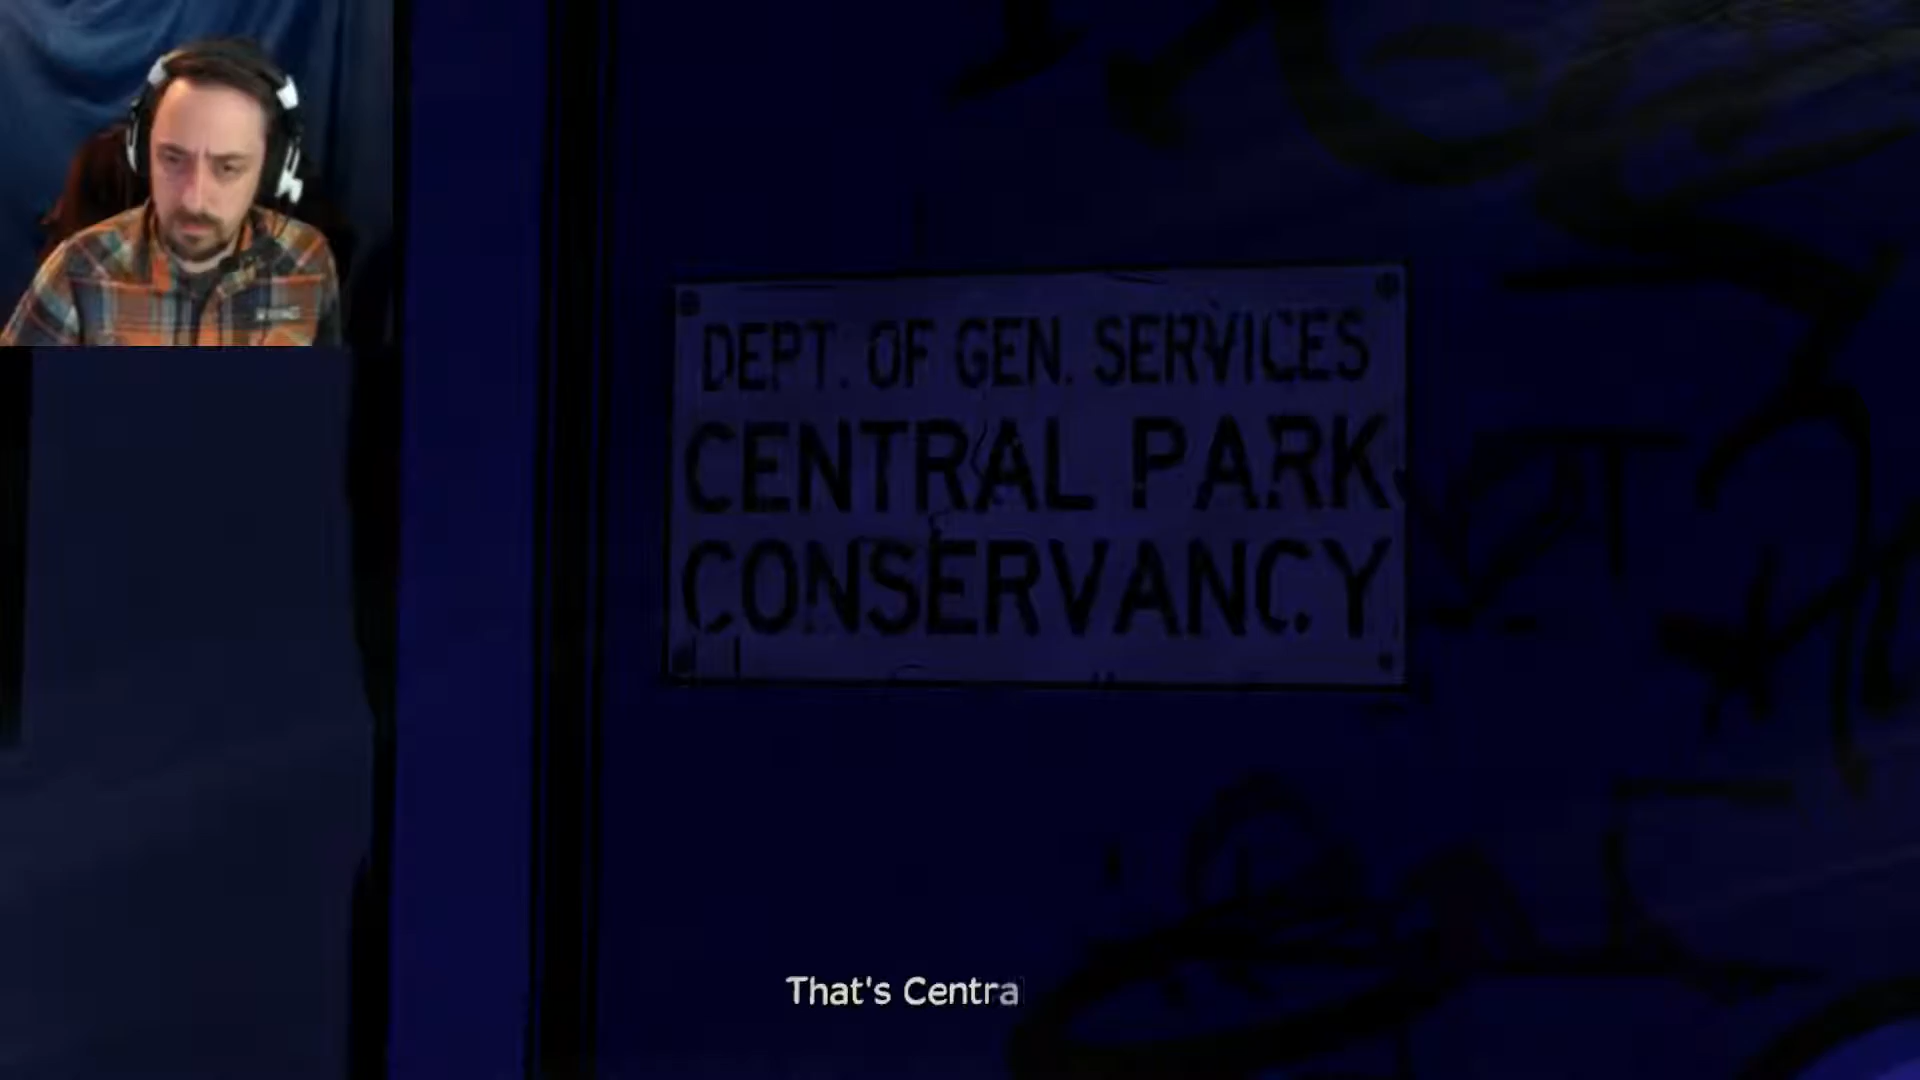 DEPT. OF GEN. SERVICES
CENTRAL PARK
CONSERVANCY
That's Centra